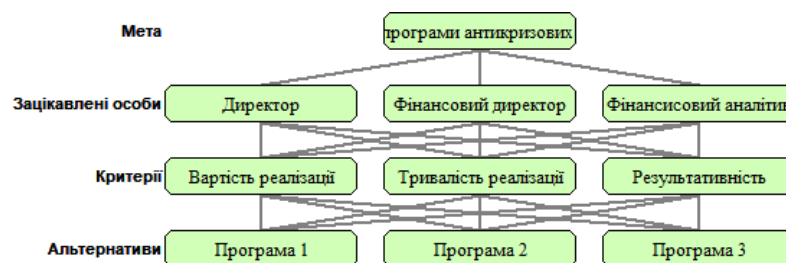 Мета
програми антикризових
Зацікавлені особи
Директор
Фінансовий директор
Фінансисовий аналітик
Критерії
Вартість реалізації
Тривалість реалізації
Результативність
Альтернативи
Програма 1
Програма 2
Програма 3